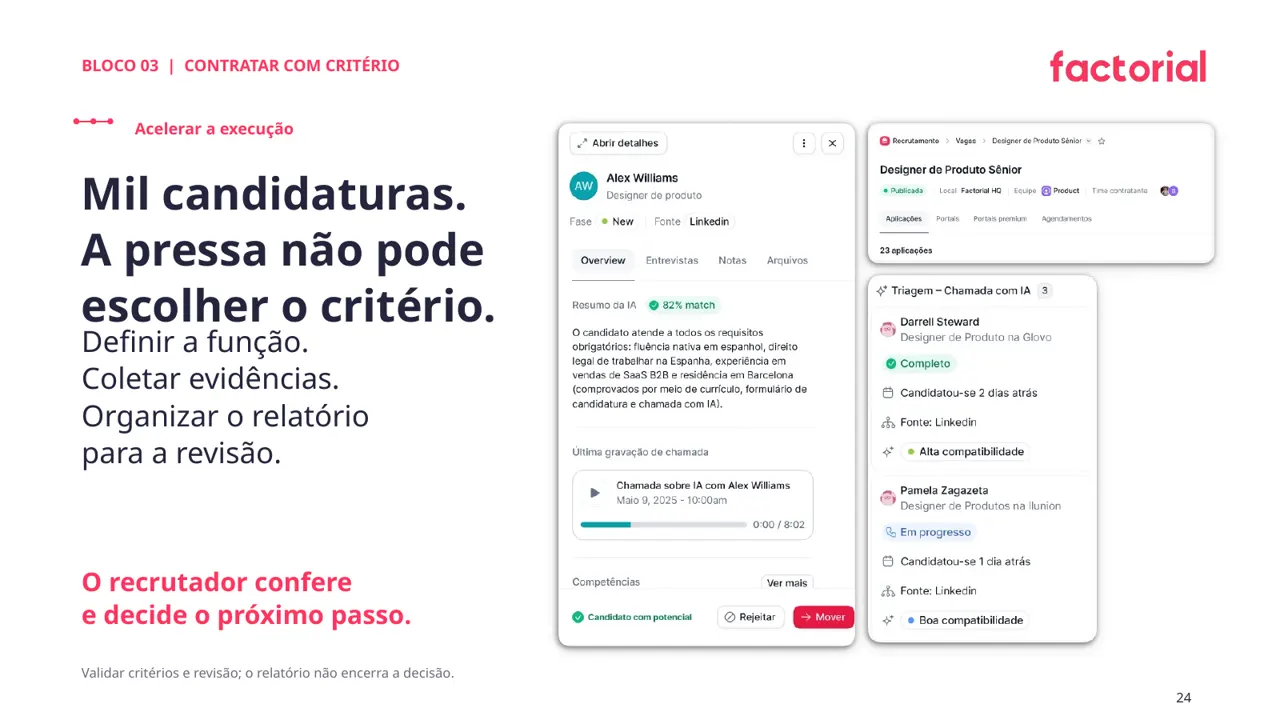 BLOCO 03 | CONTRATAR COM CRITÉRIO
factorial
Acelerar a execução
Mil candidaturas.
A pressa não pode
escolher o critério.
Definir a função.
Coletar evidências.
Organizar o relatório
para a revisão.
O recrutador confere
e decide o próximo passo.
Validar critérios e revisão; o relatório não encerra a decisão.
Abrir detalhes
AW
Alex Williams
Designer de produto
Fase New Fonte Linkedin
Overview Entrevistas Notas Arquivos
Resumo da IA 82% match
O candidato atende a todos os requisitos
obrigatórios: fluência nativa em espanhol, direito
legal de trabalhar na Espanha, experiência em
vendas de SaaS B2B e residência em Barcelona
(comprovados por meio de currículo, formulário de
candidatura e chamada com IA).
Última gravação de chamada
Chamada sobre IA com Alex Williams
Maio 9, 2025 - 10:00am
0:00 / 8:02
Competências Ver mais
Candidato com potencial Rejeitar Mover
Recrutamento > Vagas > Designer de Produto Sênior
Designer de Produto Sênior
Publicada Local Factorial HQ Equipe Product Time contratante
Aplicações Portais Portais premium Agendamentos
23 aplicações
Triagem – Chamada com IA 3
Darrell Steward
Designer de Produto na Glovo
Completo
Candidatou-se 2 dias atrás
Fonte: Linkedin
Alta compatibilidade
Pamela Zagazeta
Designer de Produtos na Ilunion
Em progresso
Candidatou-se 1 dia atrás
Fonte: Linkedin
Boa compatibilidade
24